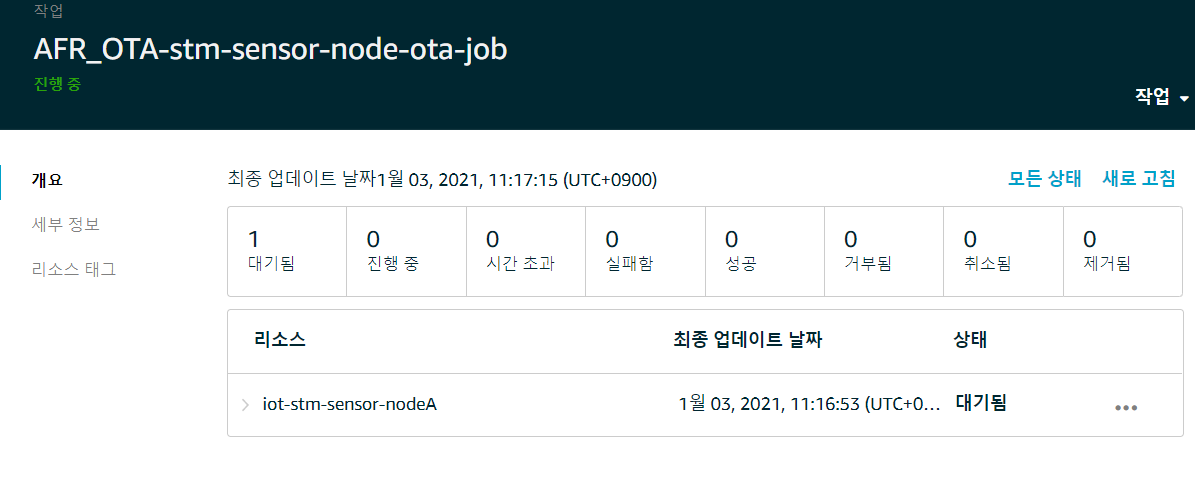 작업
AFR_OTA-stm-sensor-node-ota-job
진행 중
작업
개요
세부 정보
리소스 태그
최종 업데이트 날짜1월 03, 2021, 11:17:15 (UTC+0900)
모든 상태 새로 고침
1 0 0 0 0 0 0 0
대기됨 진행 중 시간 초과 실패함 성공 거부됨 취소됨 제거됨
리소스 최종 업데이트 날짜 상태
iot-stm-sensor-nodeA 1월 03, 2021, 11:16:53 (UTC+0... 대기됨